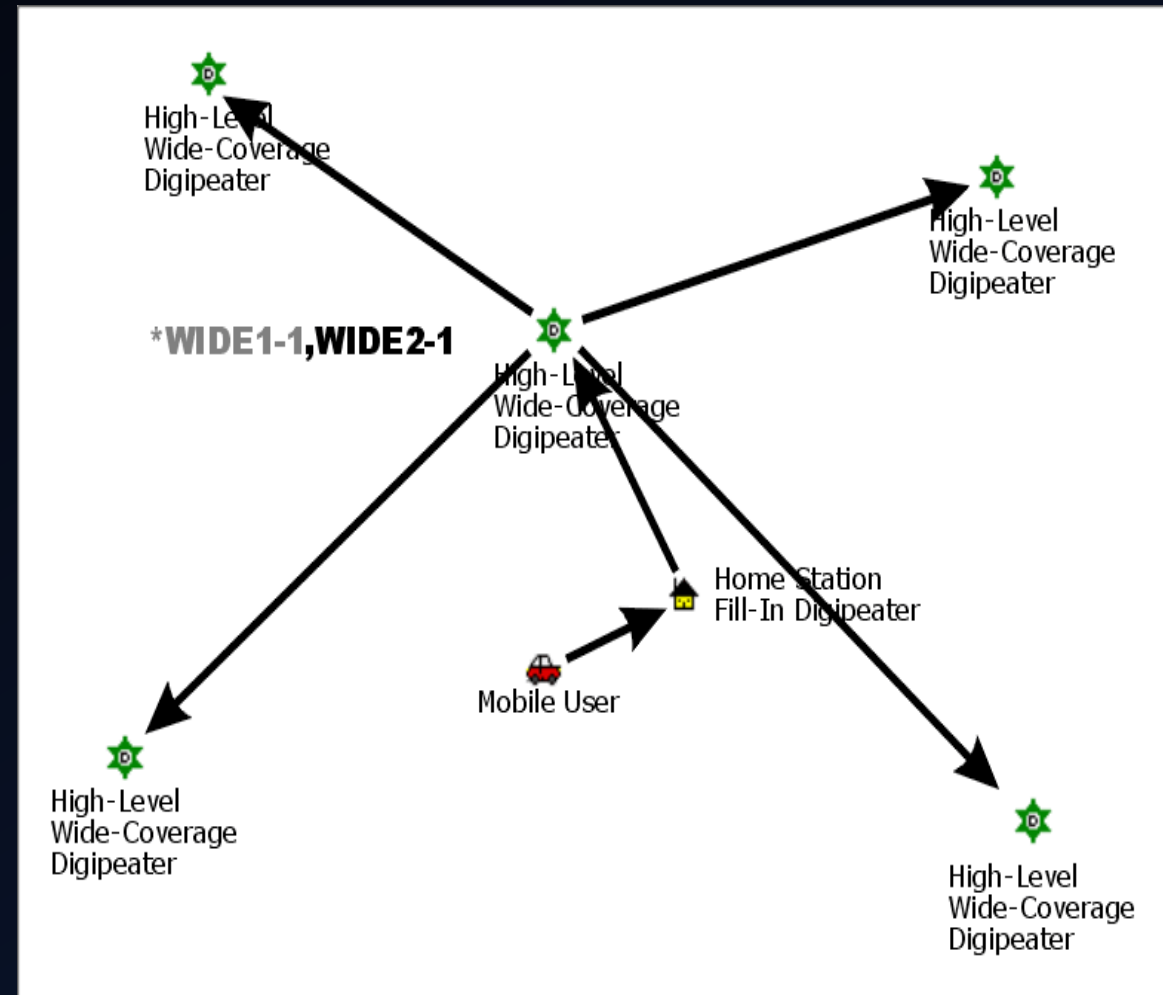 High-Level
Wide-Coverage
Digipeater
High-Level
Wide-Coverage
Digipeater
*WIDE1-1,WIDE2-1
High-Level
Wide-Coverage
Digipeater
Home Station
Fill-In Digipeater
Mobile User
High-Level
Wide-Coverage
Digipeater
High-Level
Wide-Coverage
Digipeater
D
D
D
D
D